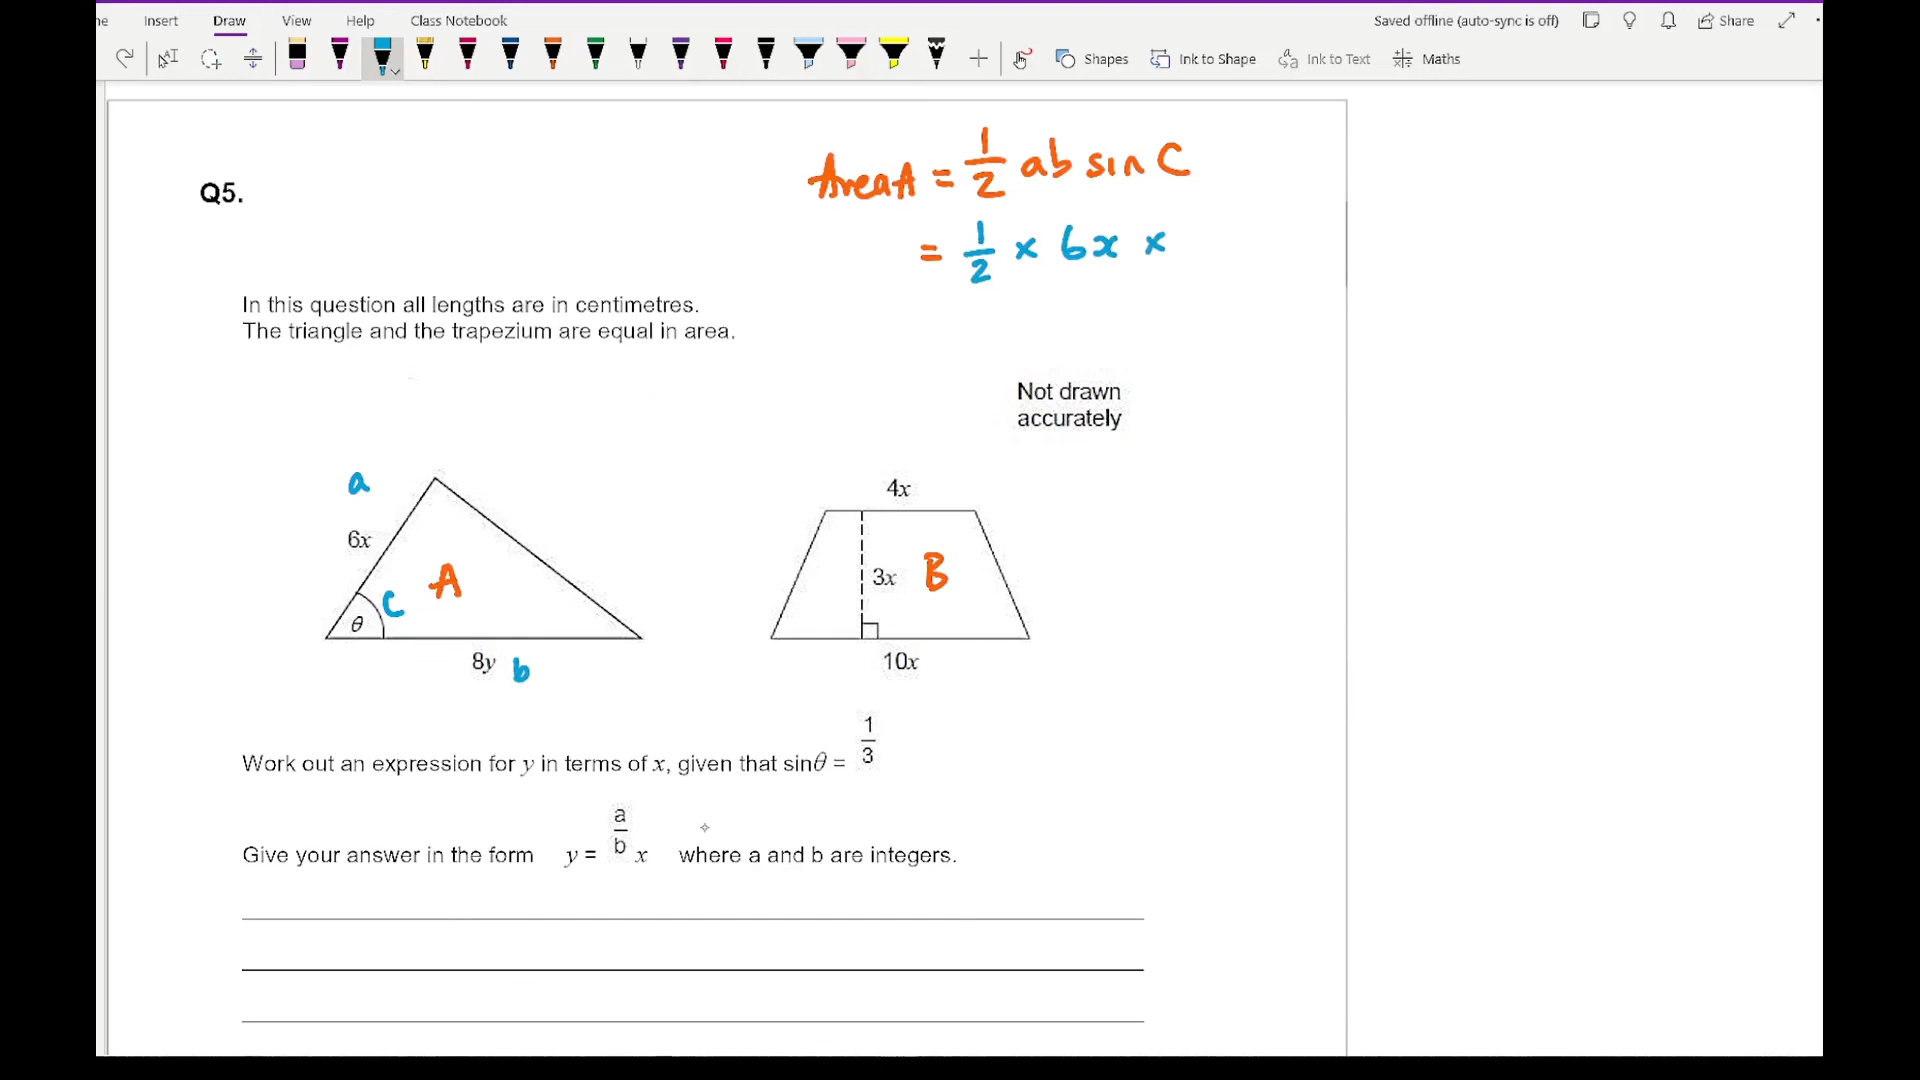 ne Insert Draw View Help Class Notebook Saved offline (auto-sync is off) Share
Shapes Ink to Shape Ink to Text Maths
Area A = 1/2 ab sin C
Q5.
= 1/2 × 6x ×
In this question all lengths are in centimetres.
The triangle and the trapezium are equal in area.
Not drawn
accurately
a
4x
6x
A
B
3x
C
θ
8y b
10x
Work out an expression for y in terms of x, given that sinθ = 1/3
Give your answer in the form y = a/b x where a and b are integers.